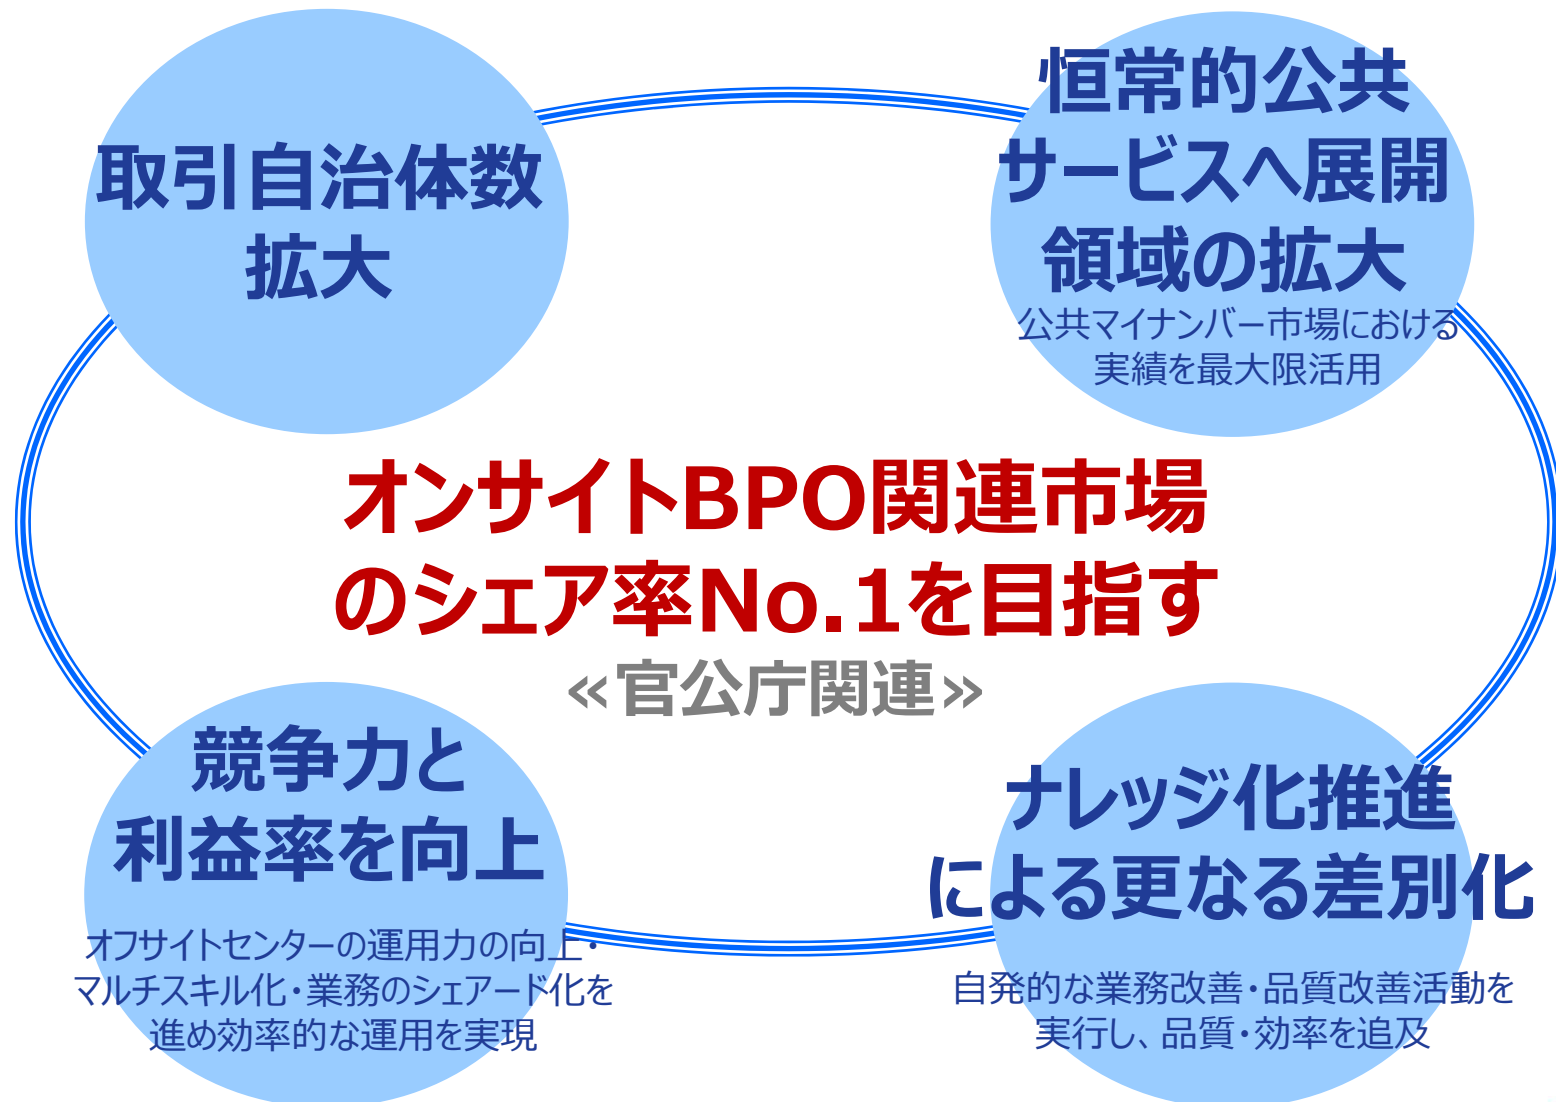 取引自治体数
拡大
恒常的公共
サービスへ展開
領域の拡大
公共マイナンバー市場における
実績を最大限活用
オンサイトBPO関連市場
のシェア率No.1を目指す
≪官公庁関連≫
競争力と
利益率を向上
オフサイトセンターの運用力の向上・
マルチスキル化・業務のシェアード化を
進め効率的な運用を実現
ナレッジ化推進
による更なる差別化
自発的な業務改善・品質改善活動を
実行し、品質・効率を追及